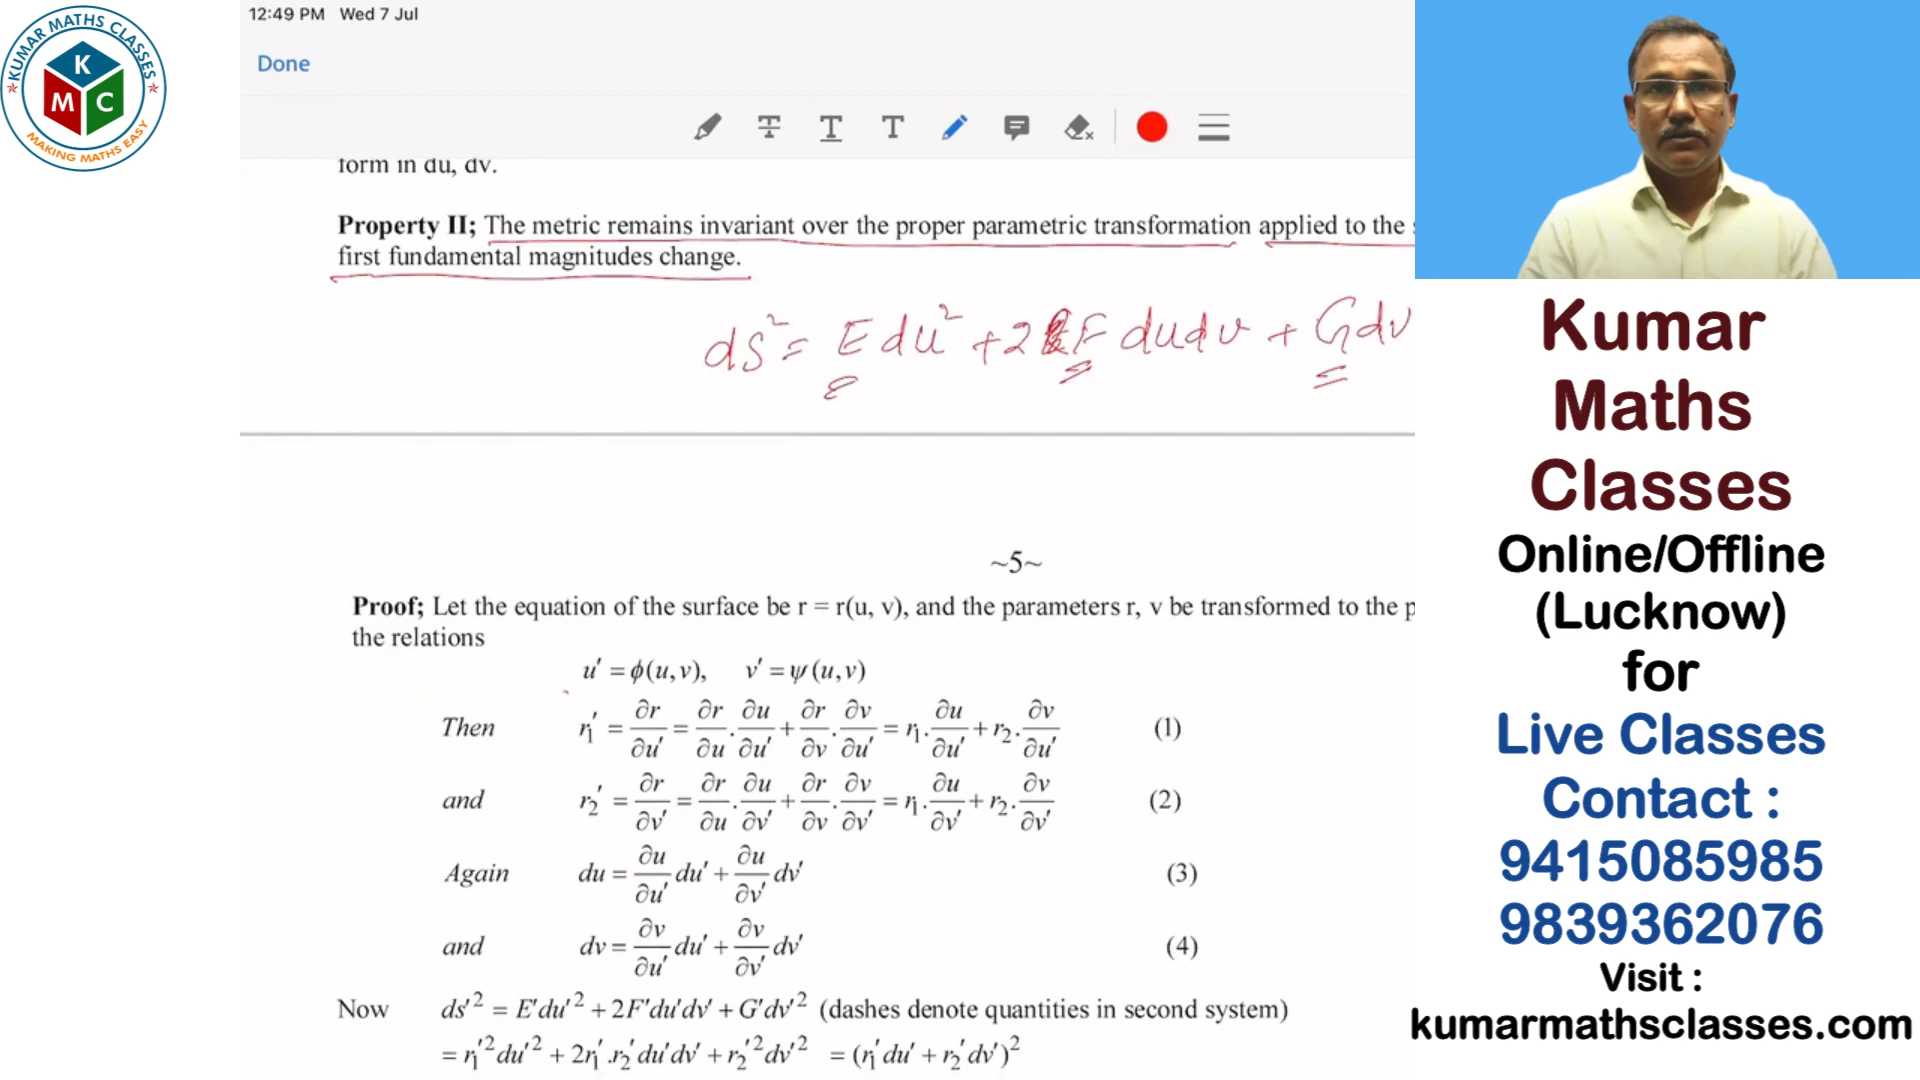 12:49 PM Wed 7 Jul
KUMAR MATHS CLASSES
K
M C
MAKING MATHS EASY
Done
form in du, dv.
Property II; The metric remains invariant over the proper parametric transformation applied to the
first fundamental magnitudes change.
ds² = E du² + 2 F du dv + G dv
~5~
Proof; Let the equation of the surface be r = r(u, v), and the parameters r, v be transformed to the p
the relations
u′ = ϕ(u,v), v′ = ψ(u,v)
Then r₁′ = ∂r/∂u′ = ∂r/∂u . ∂u/∂u′ + ∂r/∂v . ∂v/∂u′ = r₁. ∂u/∂u′ + r₂. ∂v/∂u′ (1)
and r₂′ = ∂r/∂v′ = ∂r/∂u . ∂u/∂v′ + ∂r/∂v . ∂v/∂v′ = r₁. ∂u/∂v′ + r₂. ∂v/∂v′ (2)
Again du = ∂u/∂u′ du′ + ∂u/∂v′ dv′ (3)
and dv = ∂v/∂u′ du′ + ∂v/∂v′ dv′ (4)
Now ds′² = E′du′² + 2F′du′dv′ + G′dv′² (dashes denote quantities in second system)
= r₁′²du′² + 2r₁′.r₂′du′dv′ + r₂′²dv′² = (r₁′du′ + r₂′dv′)²
Kumar
Maths
Classes
Online/Offline
(Lucknow)
for
Live Classes
Contact :
9415085985
9839362076
Visit :
kumarmathsclasses.com